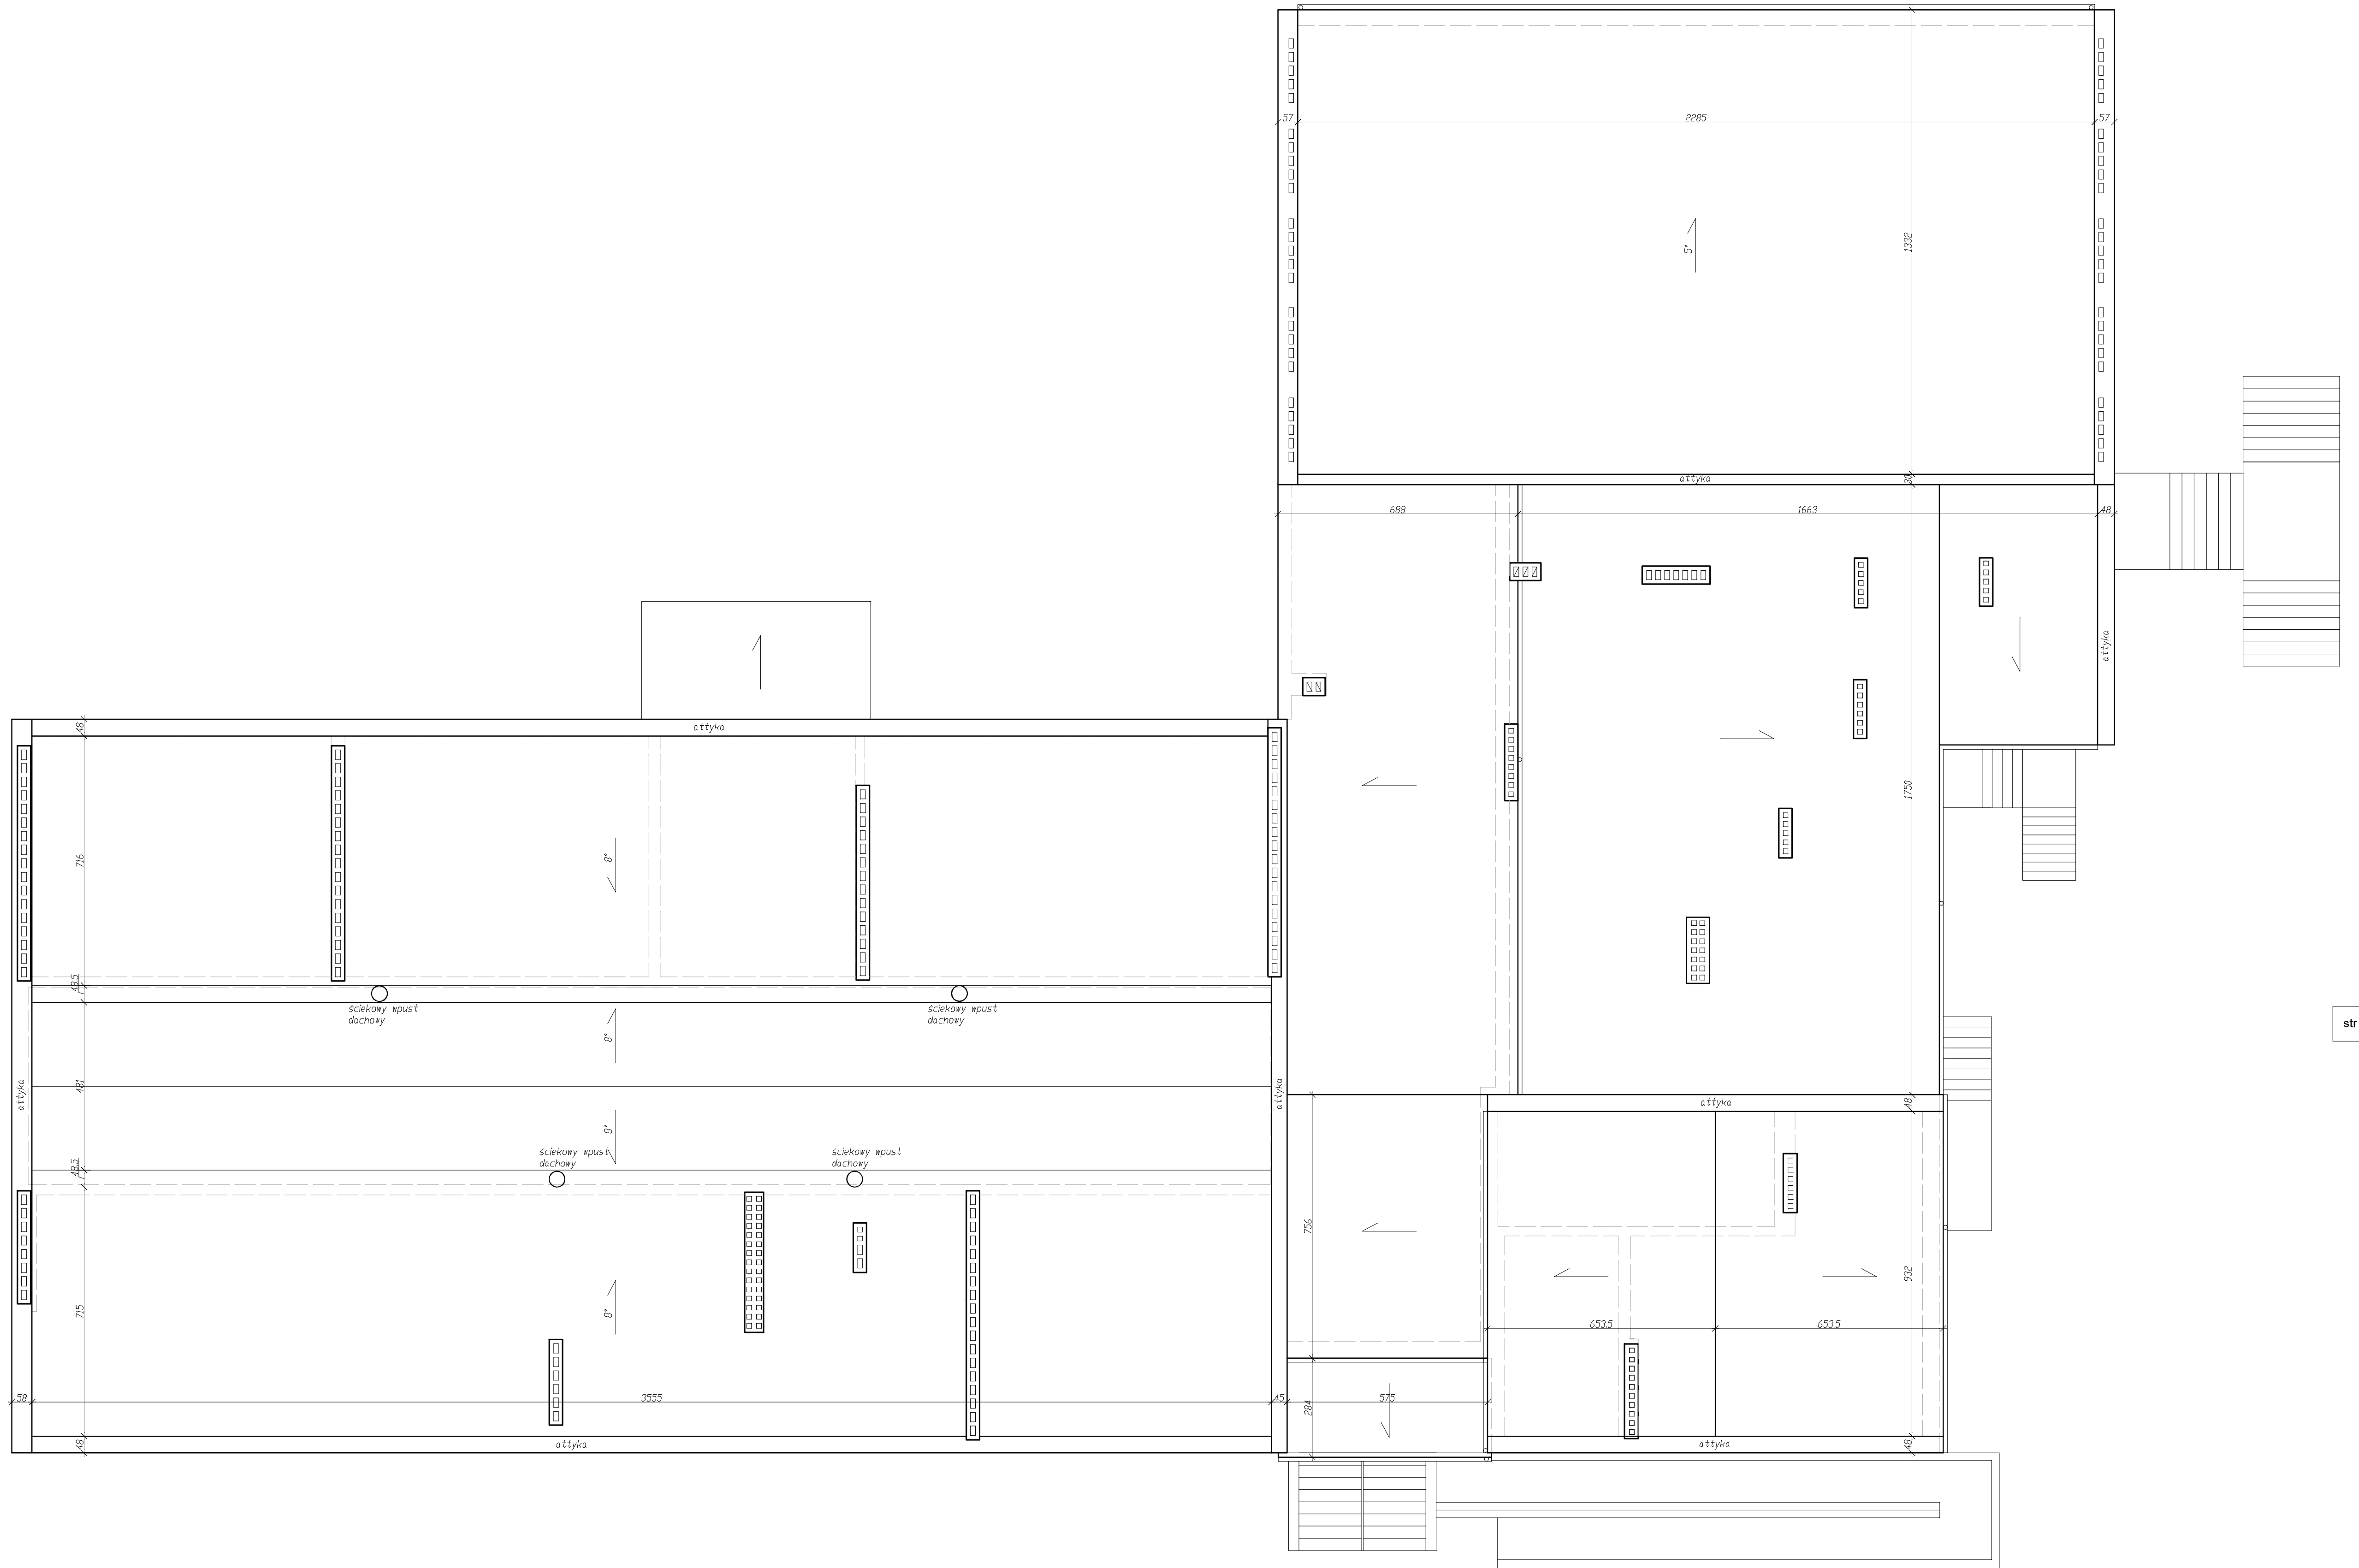 57
2285
57
1332
5°
attyka
30
688
1663
48
attyka
1750
attyka
48
716
8°
48.5
ściekowy wpust
dachowy
ściekowy wpust
dachowy
8°
attyka
481
attyka
8°
ściekowy wpust
dachowy
ściekowy wpust
dachowy
48.5
715
8°
58
3555
45
575
attyka
48
756
284
attyka
48
932
653.5
653.5
attyka
48
str